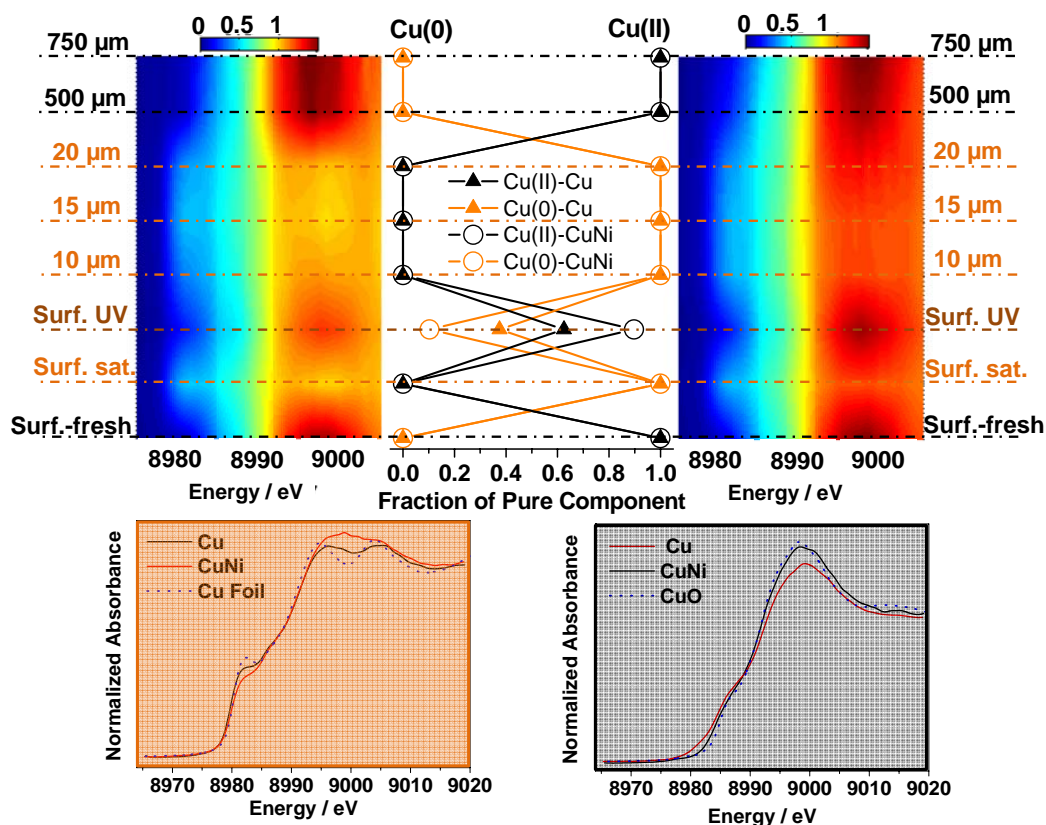 0 0.5 1
Cu(0)
Cu(II)
0 0.5 1
750 µm
500 µm
20 µm
15 µm
10 µm
Surf. UV
Surf. sat.
Surf.-fresh
Cu(II)-Cu
Cu(0)-Cu
Cu(II)-CuNi
Cu(0)-CuNi
750 µm
500 µm
20 µm
15 µm
10 µm
Surf. UV
Surf. sat.
Surf.-fresh
8980 8990 9000
Energy / eV
0.0 0.2 0.4 0.6 0.8 1.0
Fraction of Pure Component
8980 8990 9000
Energy / eV
Normalized Absorbance
Cu
CuNi
Cu Foil
8970 8980 8990 9000 9010 9020
Energy / eV
Normalized Absorbance
Cu
CuNi
CuO
8970 8980 8990 9000 9010 9020
Energy / eV